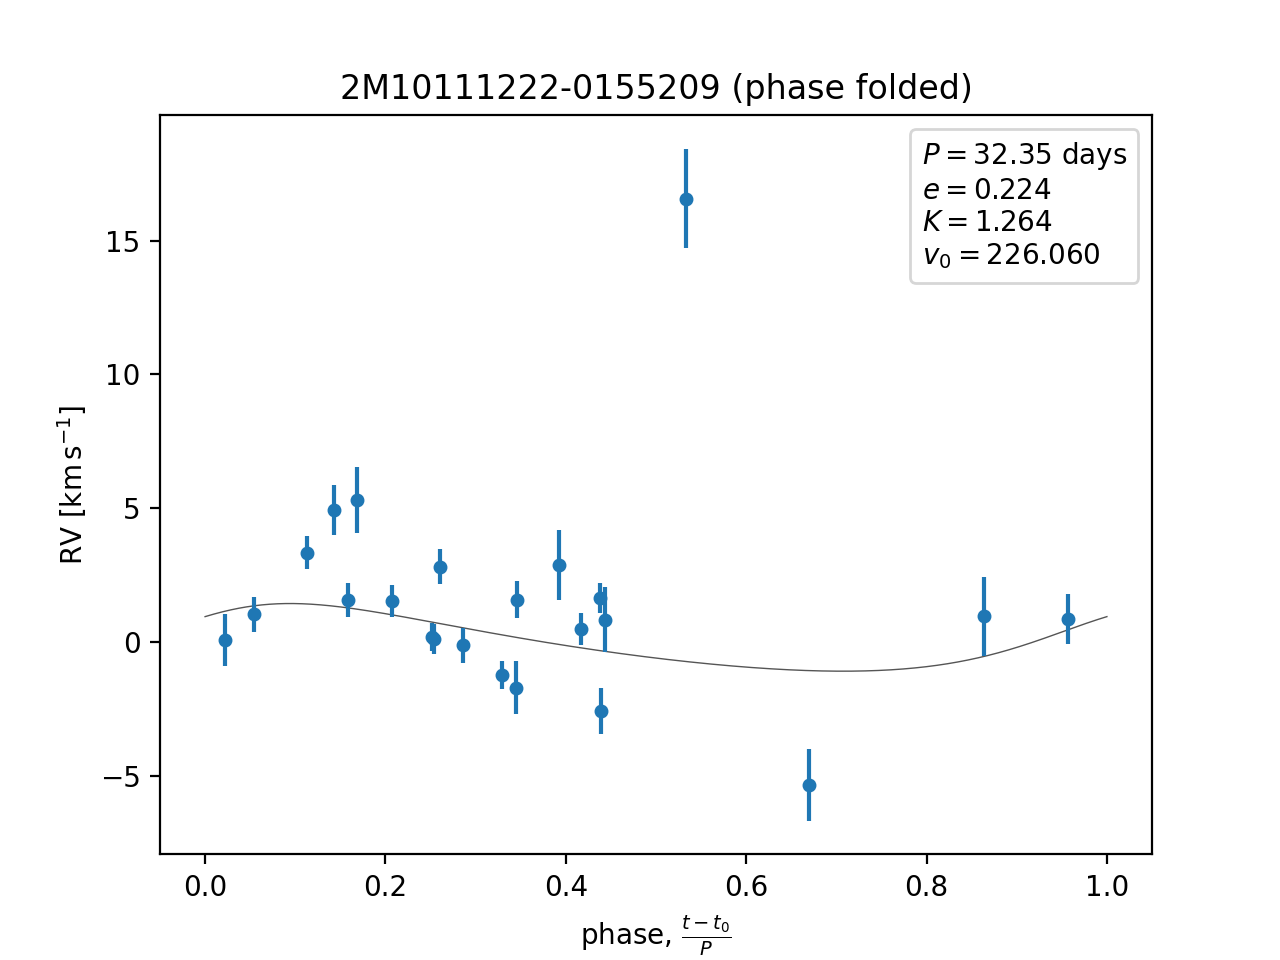 2M10111222-0155209 (phase folded)
P = 32.35 days
e = 0.224
K = 1.264
v₀ = 226.060
15
10
5
0
−5
RV [km s⁻¹]
0.0 0.2 0.4 0.6 0.8 1.0
phase, (t − t₀)/P